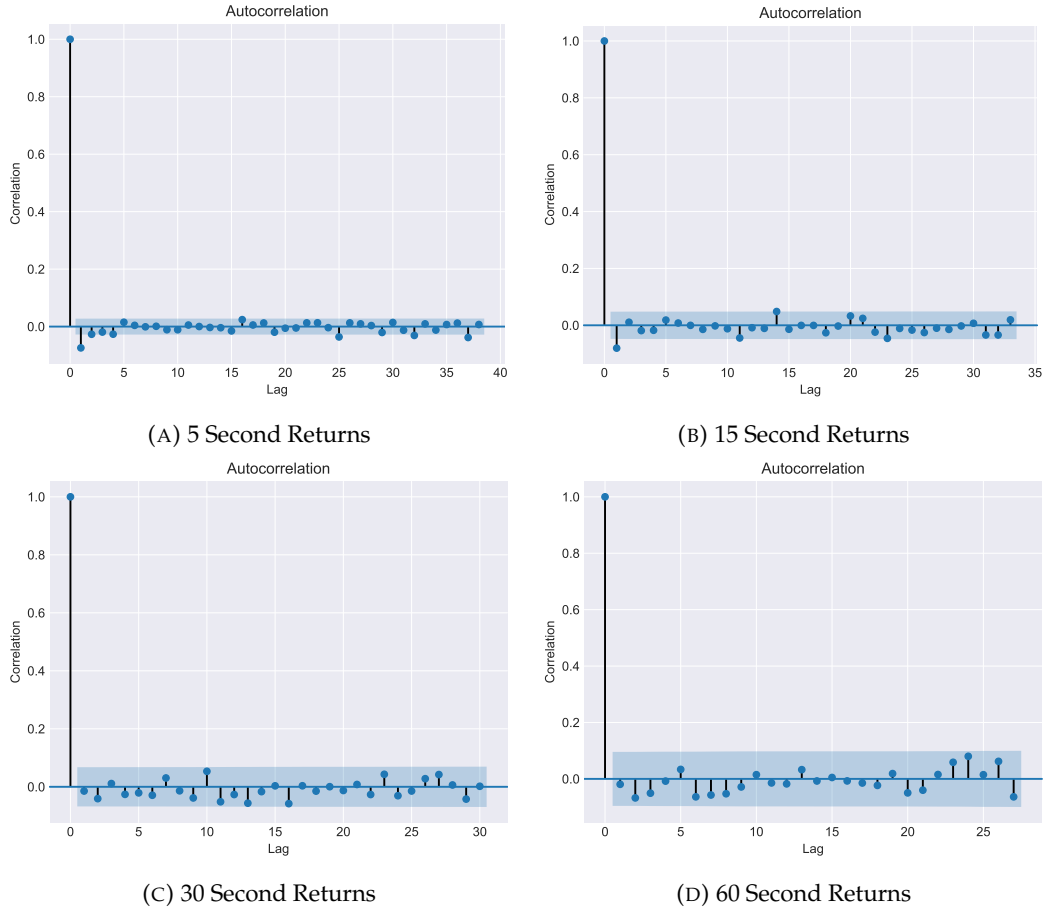 Autocorrelation
1.0
0.8
0.6
0.4
0.2
0.0
Correlation
0 5 10 15 20 25 30 35 40
Lag
(A) 5 Second Returns
Autocorrelation
1.0
0.8
0.6
0.4
0.2
0.0
Correlation
0 5 10 15 20 25 30 35
Lag
(B) 15 Second Returns
Autocorrelation
1.0
0.8
0.6
0.4
0.2
0.0
Correlation
0 5 10 15 20 25 30
Lag
(C) 30 Second Returns
Autocorrelation
1.0
0.8
0.6
0.4
0.2
0.0
Correlation
0 5 10 15 20 25
Lag
(D) 60 Second Returns